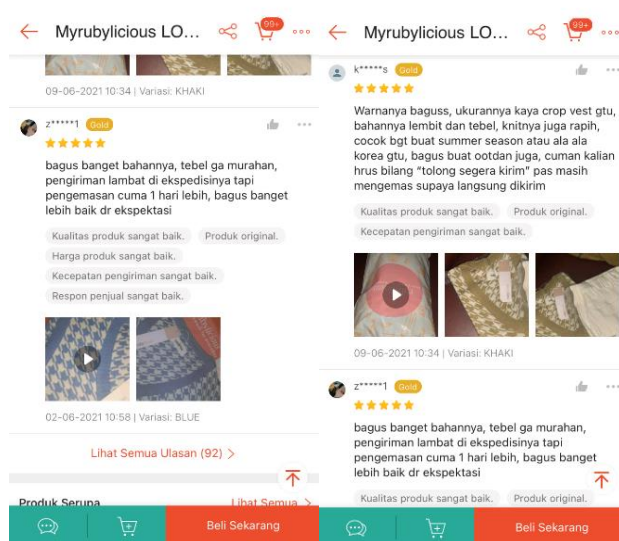 Myrubylicious LO...
99+
09-06-2021 10:34 | Variasi: KHAKI
z*****1 Gold
bagus banget bahannya, tebel ga murahan,
pengiriman lambat di ekspedisinya tapi
pengemasan cuma 1 hari lebih, bagus banget
lebih baik dr ekspektasi
Kualitas produk sangat baik. Produk original.
Harga produk sangat baik.
Kecepatan pengiriman sangat baik.
Respon penjual sangat baik.
02-06-2021 10:58 | Variasi: BLUE
Lihat Semua Ulasan (92) >
Produk Serupa Lihat Semua >
Beli Sekarang
Myrubylicious LO...
99+
k*****s Gold
Warnanya baguss, ukurannya kaya crop vest gtu,
bahannya lembit dan tebel, knitnya juga rapih,
cocok bgt buat summer season atau ala ala
korea gtu, bagus buat ootdan juga, cuman kalian
hrus bilang “tolong segera kirim” pas masih
mengemas supaya langsung dikirim
Kualitas produk sangat baik. Produk original.
Kecepatan pengiriman sangat baik.
09-06-2021 10:34 | Variasi: KHAKI
z*****1 Gold
bagus banget bahannya, tebel ga murahan,
pengiriman lambat di ekspedisinya tapi
pengemasan cuma 1 hari lebih, bagus banget
lebih baik dr ekspektasi
Kualitas produk sangat baik. Produk original.
Beli Sekarang